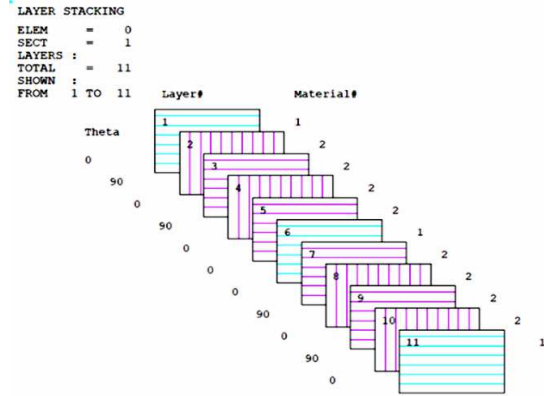 LAYER STACKING
ELEM = 0
SECT = 1
LAYERS :
TOTAL = 11
SHOWN :
FROM 1 TO 11
Layer# Material#
Theta
1 1
0 2 2
90 3 2
0 4 2
90 5 2
0 6 1
0 7 2
0 8 2
90 9 2
0 10 2
90 11 1
0